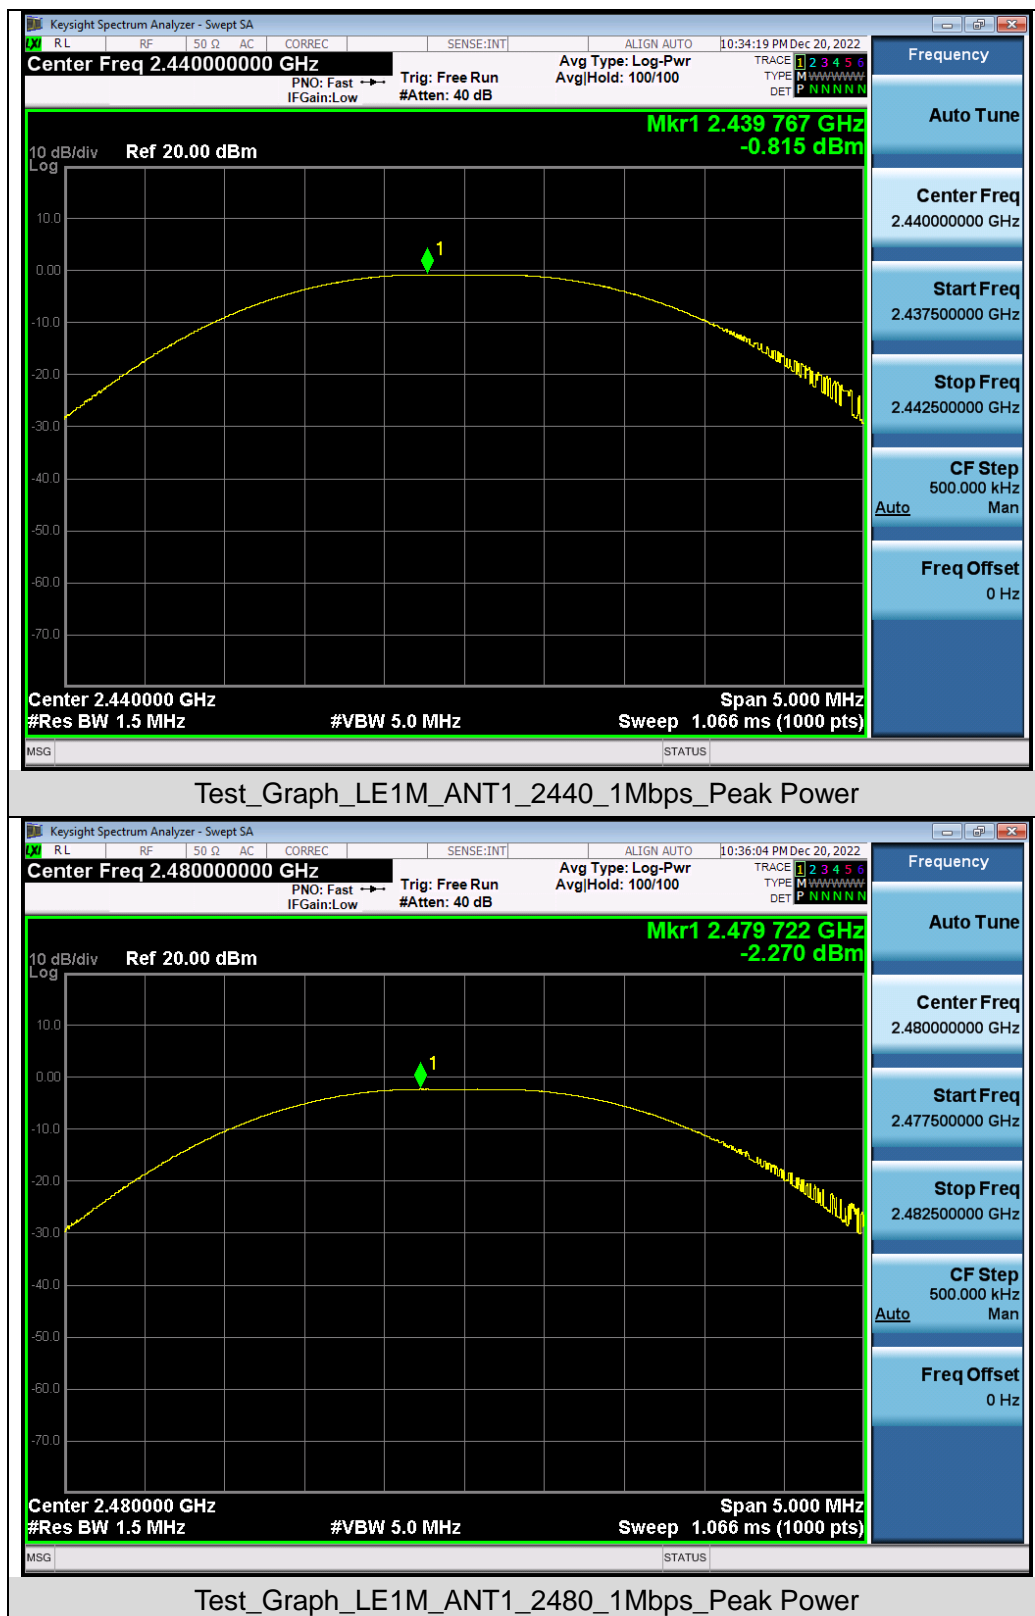 Keysight Spectrum Analyzer - Swept SA
LXI RL RF 50 Ω AC CORREC SENSE:INT ALIGN AUTO 10:34:19 PM Dec 20, 2022
Center Freq 2.440000000 GHz
PNO: Fast
IFGain:Low
Trig: Free Run
#Atten: 40 dB
Avg Type: Log-Pwr
Avg|Hold: 100/100
TRACE 1 2 3 4 5 6
TYPE M WWWWW
DET P N N N N N
Frequency
Mkr1 2.439 767 GHz
-0.815 dBm
10 dB/div Ref 20.00 dBm
Log
10.0
0.00
-10.0
-20.0
-30.0
-40.0
-50.0
-60.0
-70.0
1
Center 2.440000 GHz
Span 5.000 MHz
#Res BW 1.5 MHz
#VBW 5.0 MHz
Sweep 1.066 ms (1000 pts)
Auto Tune
Center Freq
2.440000000 GHz
Start Freq
2.437500000 GHz
Stop Freq
2.442500000 GHz
CF Step
500.000 kHz
Auto Man
Freq Offset
0 Hz
MSG STATUS
Test_Graph_LE1M_ANT1_2440_1Mbps_Peak Power
Keysight Spectrum Analyzer - Swept SA
LXI RL RF 50 Ω AC CORREC SENSE:INT ALIGN AUTO 10:36:04 PM Dec 20, 2022
Center Freq 2.480000000 GHz
PNO: Fast
IFGain:Low
Trig: Free Run
#Atten: 40 dB
Avg Type: Log-Pwr
Avg|Hold: 100/100
TRACE 1 2 3 4 5 6
TYPE M WWWWW
DET P N N N N N
Frequency
Mkr1 2.479 722 GHz
-2.270 dBm
10 dB/div Ref 20.00 dBm
Log
10.0
0.00
-10.0
-20.0
-30.0
-40.0
-50.0
-60.0
-70.0
1
Center 2.480000 GHz
Span 5.000 MHz
#Res BW 1.5 MHz
#VBW 5.0 MHz
Sweep 1.066 ms (1000 pts)
Auto Tune
Center Freq
2.480000000 GHz
Start Freq
2.477500000 GHz
Stop Freq
2.482500000 GHz
CF Step
500.000 kHz
Auto Man
Freq Offset
0 Hz
MSG STATUS
Test_Graph_LE1M_ANT1_2480_1Mbps_Peak Power